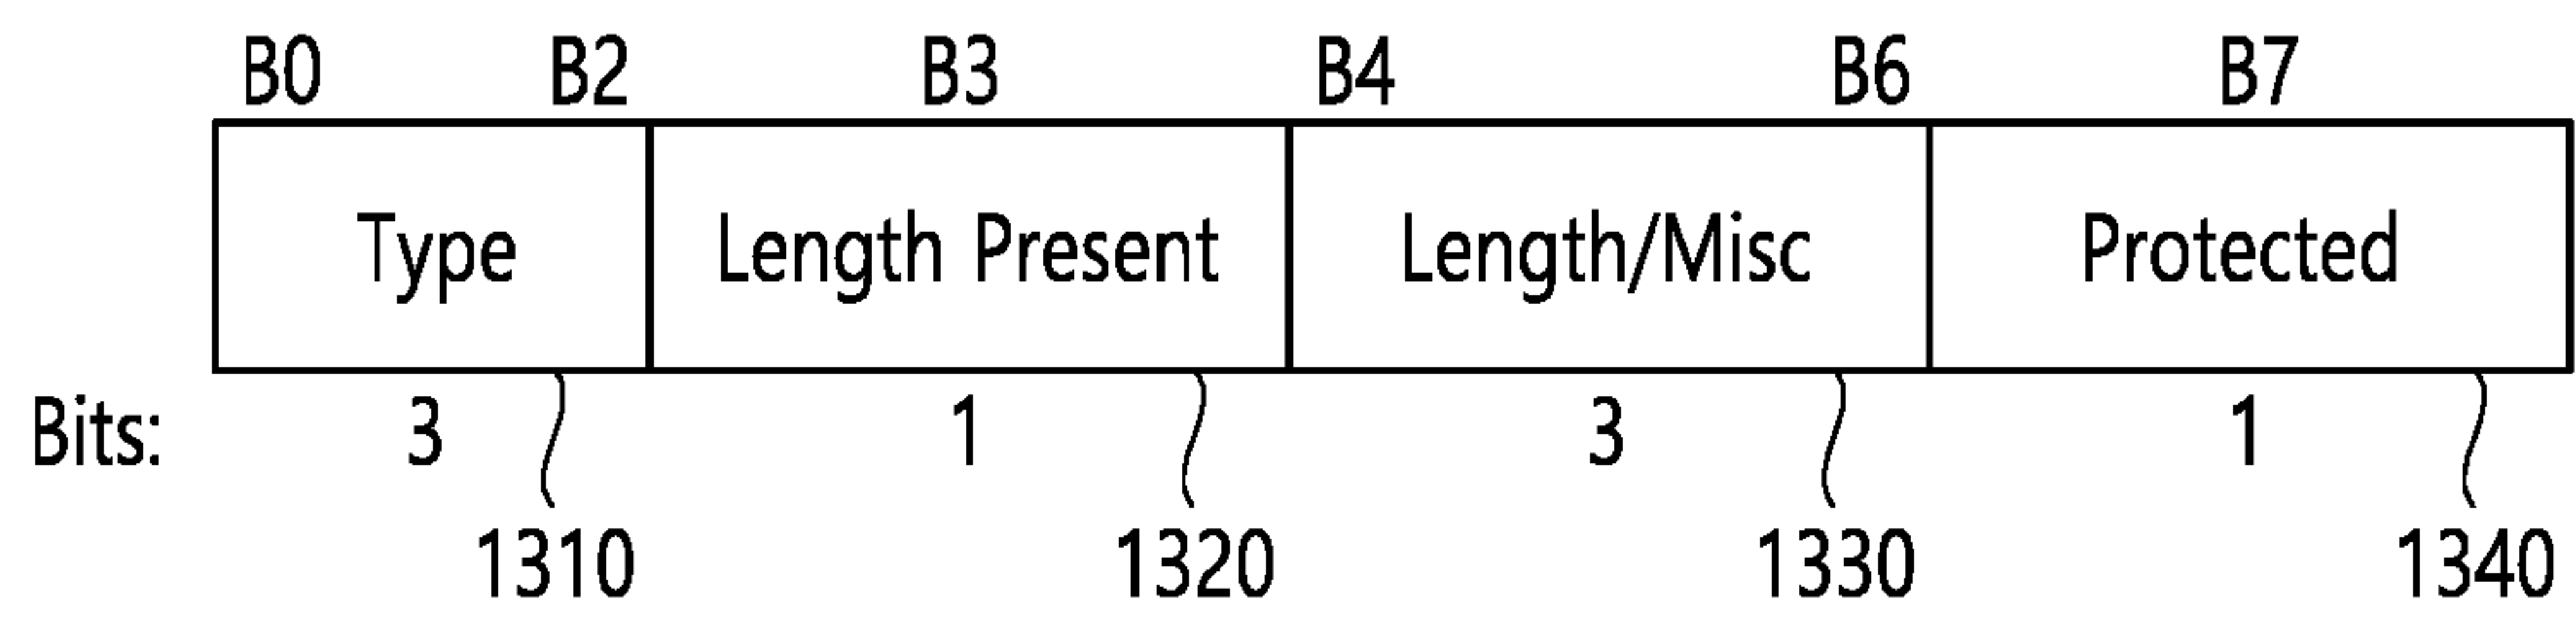 B0 B2 B3 B4 B6 B7
Type Length Present Length/Misc Protected
Bits: 3 1 3 1
1310 1320 1330 1340